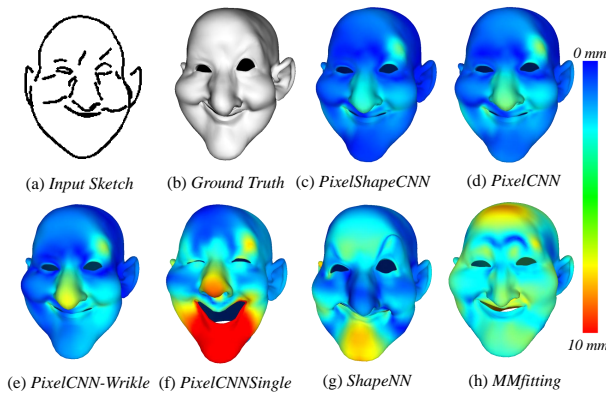 0 mm
(a) Input Sketch
(b) Ground Truth
(c) PixelShapeCNN
(d) PixelCNN
(e) PixelCNN-Wrikle
(f) PixelCNNSingle
(g) ShapeNN
(h) MMfitting
10 mm